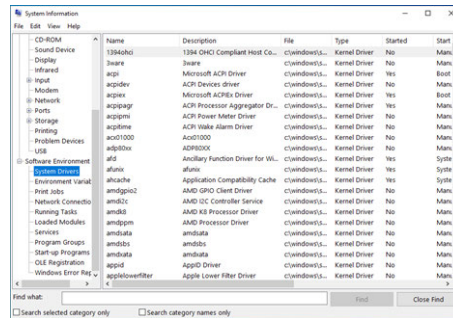 System Information
File Edit View Help
CD-ROM
Sound Device
Display
Infrared
Input
Modem
Network
Ports
Storage
Printing
Problem Devices
USB
Software Environment
System Drivers
Environment Variab
Print Jobs
Network Connectio
Running Tasks
Loaded Modules
Services
Program Groups
Start-up Programs
OLE Registration
Windows Error Rep
Name Description File Type Started Start
1394ohci 1394 OHCI Compliant Host Co... c:\windows\s... Kernel Driver No Manu
3ware 3ware c:\windows\s... Kernel Driver No Manu
acpi Microsoft ACPI Driver c:\windows\s... Kernel Driver Yes Boot
acpidev ACPI Devices driver c:\windows\s... Kernel Driver No Manu
acpiex Microsoft ACPIEx Driver c:\windows\s... Kernel Driver Yes Boot
acpipagr ACPI Processor Aggregator Dr... c:\windows\s... Kernel Driver No Manu
acpipmi ACPI Power Meter Driver c:\windows\s... Kernel Driver No Manu
acpitime ACPI Wake Alarm Driver c:\windows\s... Kernel Driver No Manu
acx01000 acx01000 c:\windows\s... Kernel Driver No Manu
adp80xx ADP80XX c:\windows\s... Kernel Driver No Manu
afd Ancillary Function Driver for Wi... c:\windows\s... Kernel Driver Yes Syste
afunix afunix c:\windows\s... Kernel Driver Yes Syste
ahcache Application Compatibility Cache c:\windows\s... Kernel Driver Yes Syste
amdgpio2 AMD GPIO Client Driver c:\windows\s... Kernel Driver No Manu
amdi2c AMD I2C Controller Service c:\windows\s... Kernel Driver No Manu
amdk8 AMD K8 Processor Driver c:\windows\s... Kernel Driver No Manu
amdppm AMD Processor Driver c:\windows\s... Kernel Driver No Manu
amdsata amdsata c:\windows\s... Kernel Driver No Manu
amdsbs amdsbs c:\windows\s... Kernel Driver No Manu
amdxata amdxata c:\windows\s... Kernel Driver No Manu
appid AppID Driver c:\windows\s... Kernel Driver No Manu
applelowerfilter Apple Lower Filter Driver c:\windows\s... Kernel Driver No Manu
Find what: Find Close Find
Search selected category only Search category names only